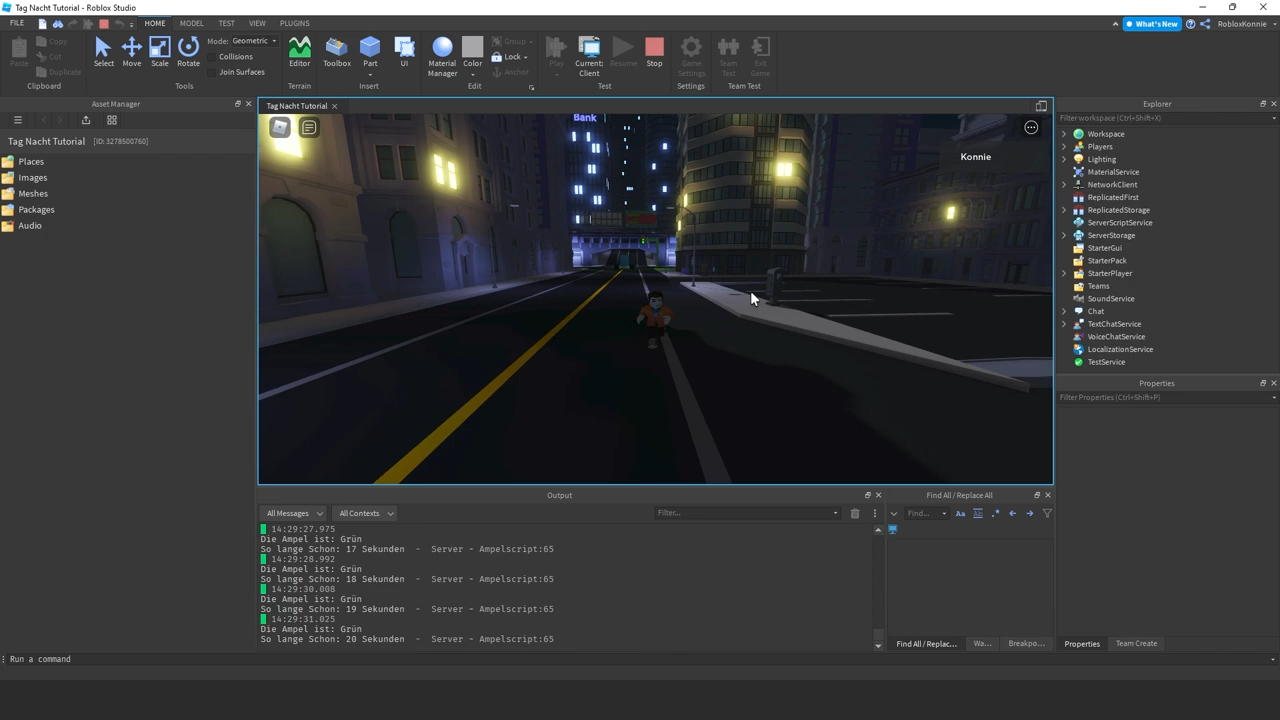 Tag Nacht Tutorial - Roblox Studio
FILE HOME MODEL TEST VIEW PLUGINS What's New RobloxKonnie
Paste Copy Cut Duplicate Select Move Scale Rotate Mode: Geometric Collisions Join Surfaces Editor Toolbox Part UI Material Manager Color Group Lock Anchor Play Current: Client Resume Stop Game Settings Team Test Exit Game
Clipboard Tools Terrain Insert Edit Test Settings Team Test
Asset Manager
Tag Nacht Tutorial [ID: 3278500760]
Places
Images
Meshes
Packages
Audio
Tag Nacht Tutorial
Bank
Konnie
Explorer
Filter workspace (Ctrl+Shift+X)
Workspace
Players
Lighting
MaterialService
NetworkClient
ReplicatedFirst
ReplicatedStorage
ServerScriptService
ServerStorage
StarterGui
StarterPack
StarterPlayer
Teams
SoundService
Chat
TextChatService
VoiceChatService
LocalizationService
TestService
Properties
Filter Properties (Ctrl+Shift+P)
Output
All Messages All Contexts Filter...
14:29:27.975
Die Ampel ist: Grün
So lange Schon: 17 Sekunden - Server - Ampelscript:65
14:29:28.992
Die Ampel ist: Grün
So lange Schon: 18 Sekunden - Server - Ampelscript:65
14:29:30.008
Die Ampel ist: Grün
So lange Schon: 19 Sekunden - Server - Ampelscript:65
14:29:31.025
Die Ampel ist: Grün
So lange Schon: 20 Sekunden - Server - Ampelscript:65
Find All / Replace All
Find... Aa Ab .*
Find All / Replac... Wa... Breakpo...
Properties Team Create
Run a command